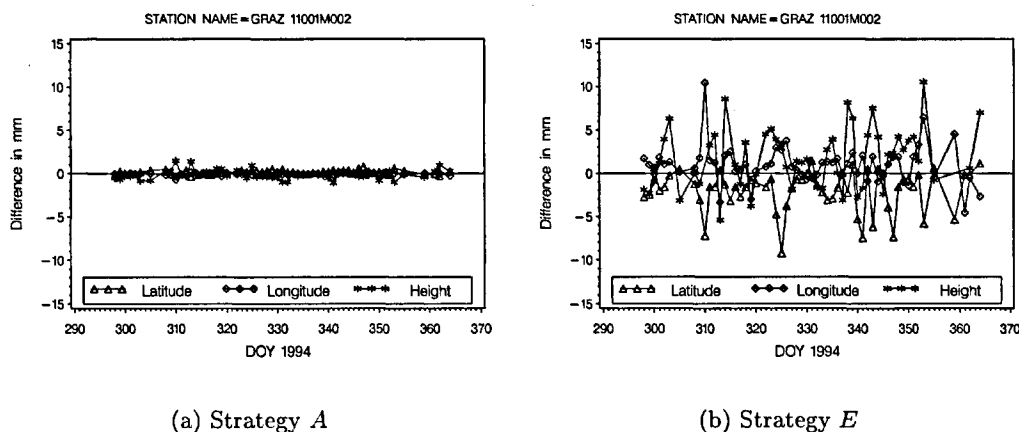 STATION NAME=GRAZ 11001M002
Difference in mm
15
10
5
0
-5
-10
-15
Latitude
Longitude
Height
290 300 310 320 330 340 350 360 370
DOY 1994
(a) Strategy A
STATION NAME=GRAZ 11001M002
Difference in mm
15
10
5
0
-5
-10
-15
Latitude
Longitude
Height
290 300 310 320 330 340 350 360 370
DOY 1994
(b) Strategy E